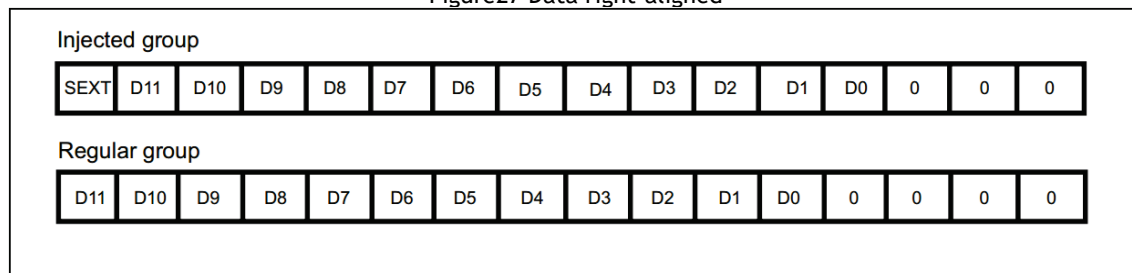 Figure27 Data right-aligned
Injected group
SEXT D11 D10 D9 D8 D7 D6 D5 D4 D3 D2 D1 D0 0 0 0
Regular group
D11 D10 D9 D8 D7 D6 D5 D4 D3 D2 D1 D0 0 0 0 0